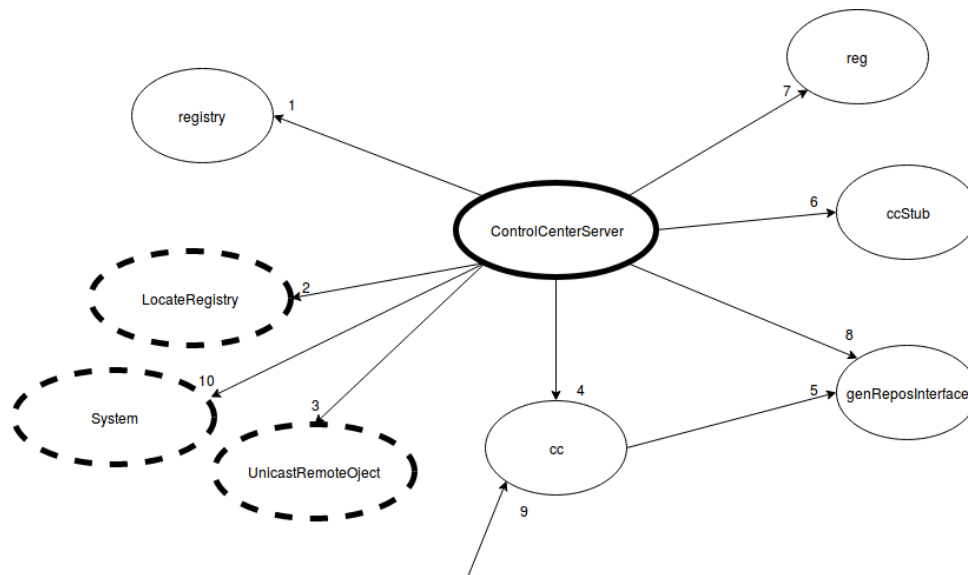 reg
7
1
registry
6
ccStub
ControlCenterServer
2
LocateRegistry
8
10
System
3
4
5
genReposInterface
UnicastRemoteOject
cc
9